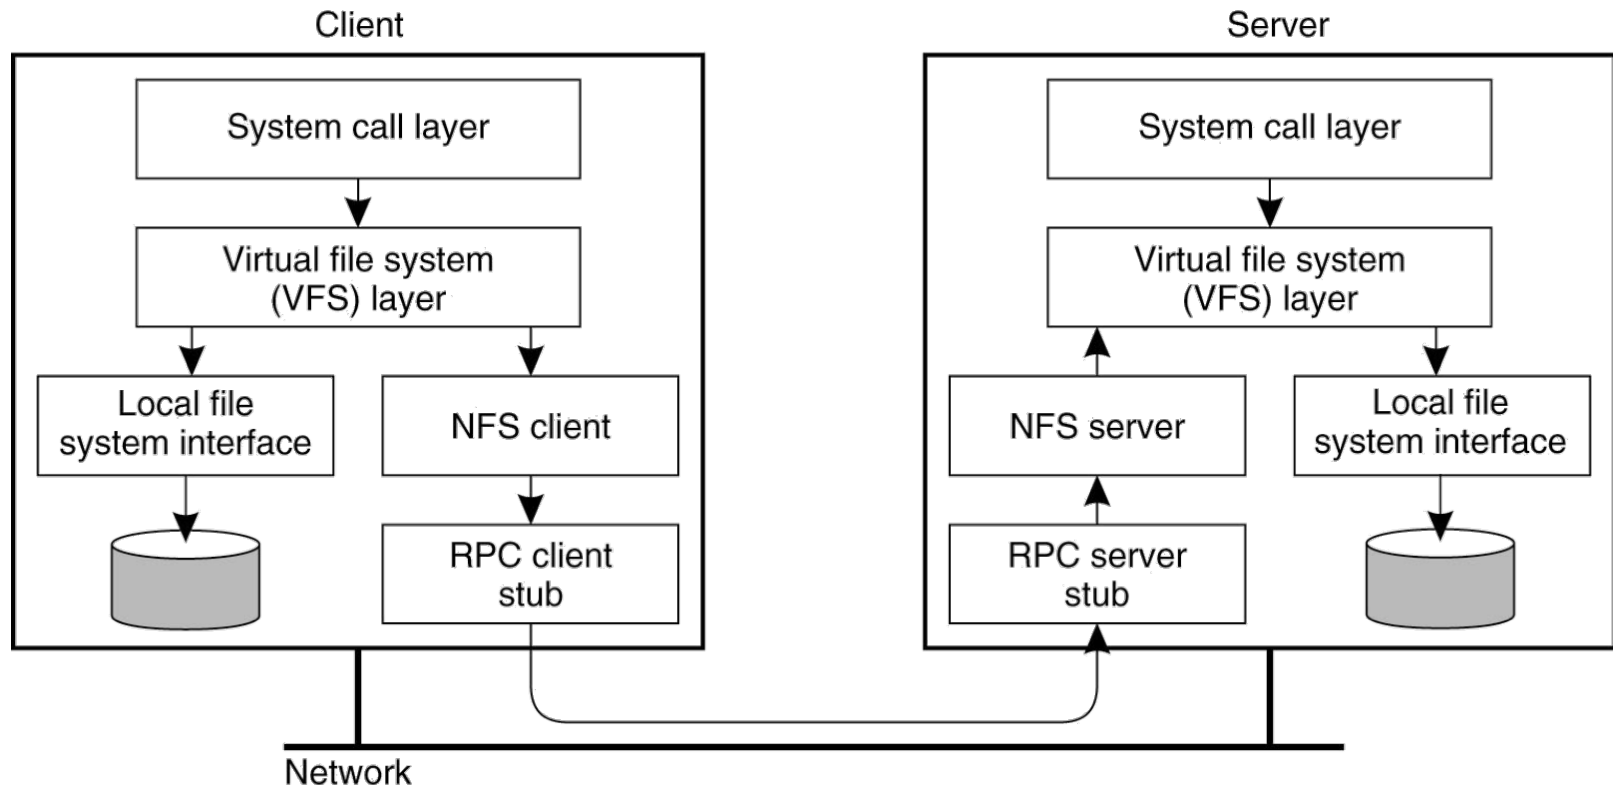 Client
Server
System call layer
System call layer
Virtual file system
(VFS) layer
Virtual file system
(VFS) layer
Local file
system interface
NFS client
NFS server
Local file
system interface
RPC client
stub
RPC server
stub
Network